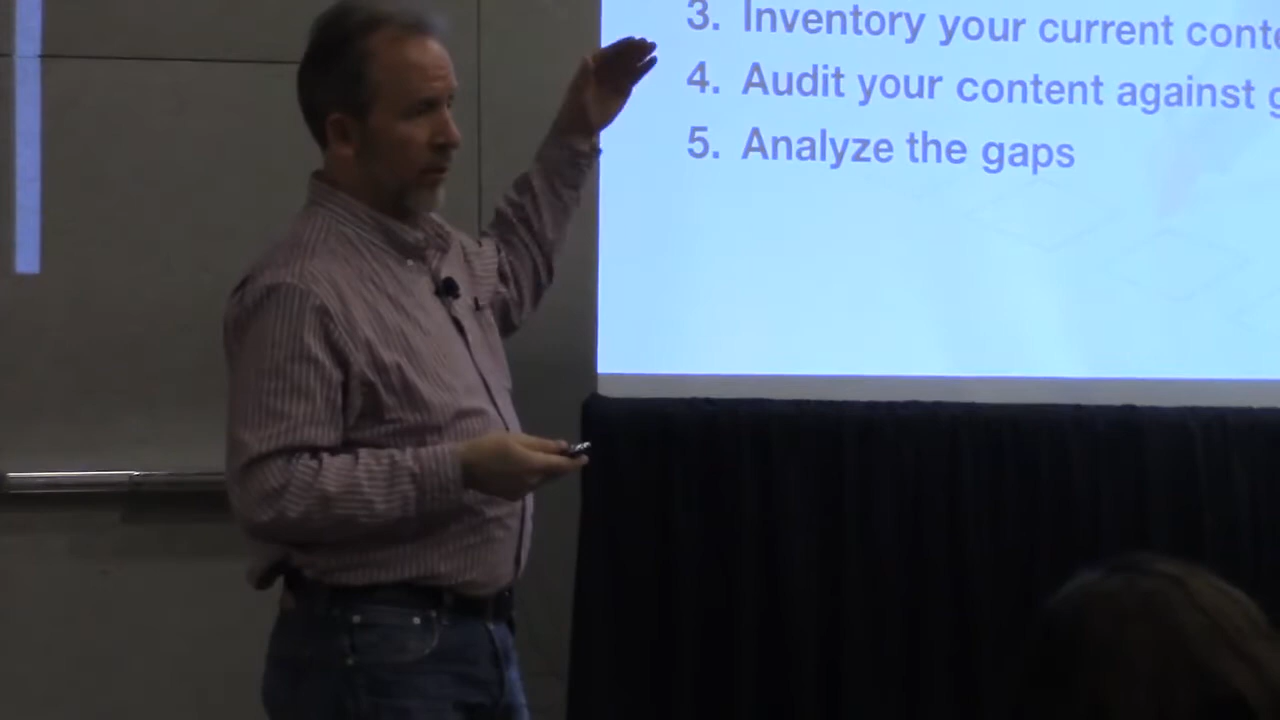 3. Inventory your current
4. Audit your content against
5. Analyze the gaps